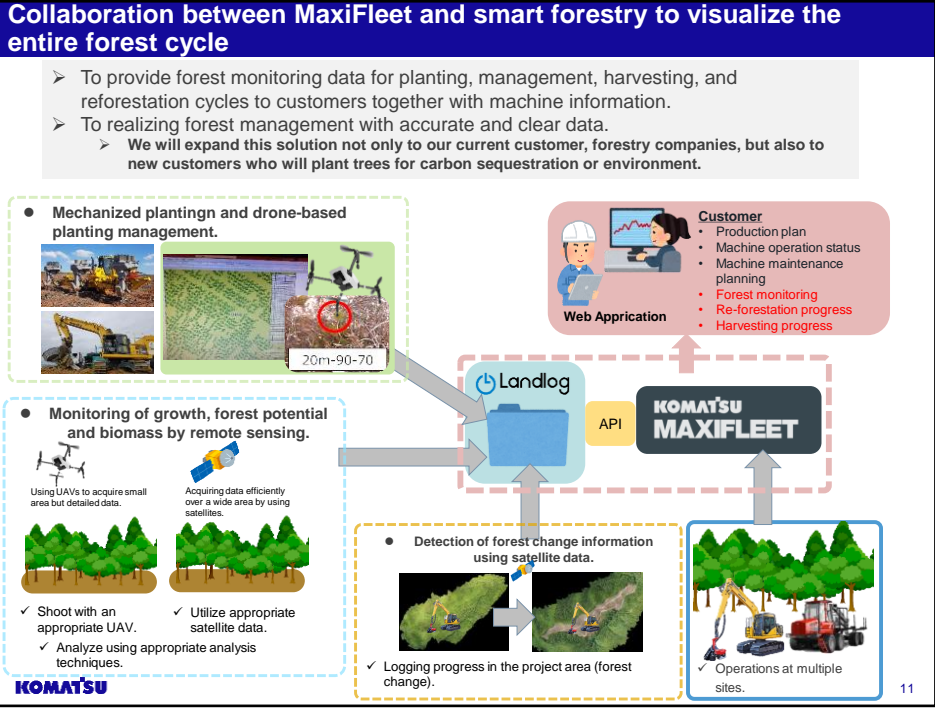 Collaboration between MaxiFleet and smart forestry to visualize the
entire forest cycle
➢ To provide forest monitoring data for planting, management, harvesting, and
reforestation cycles to customers together with machine information.
➢ To realizing forest management with accurate and clear data.
➢ We will expand this solution not only to our current customer, forestry companies, but also to
new customers who will plant trees for carbon sequestration or environment.
● Mechanized plantingn and drone-based
planting management.
20m-90-70
Customer
• Production plan
• Machine operation status
• Machine maintenance
planning
• Forest monitoring
• Re-forestation progress
• Harvesting progress
Web Apprication
Landlog
API
KOMATSU
MAXIFLEET
● Monitoring of growth, forest potential
and biomass by remote sensing.
Using UAVs to acquire small
area but detailed data.
Acquiring data efficiently
over a wide area by using
satellites.
✓ Shoot with an
appropriate UAV.
✓ Utilize appropriate
satellite data.
✓ Analyze using appropriate analysis
techniques.
● Detection of forest change information
using satellite data.
✓ Logging progress in the project area (forest
change).
✓ Operations at multiple
sites.
KOMATSU
11